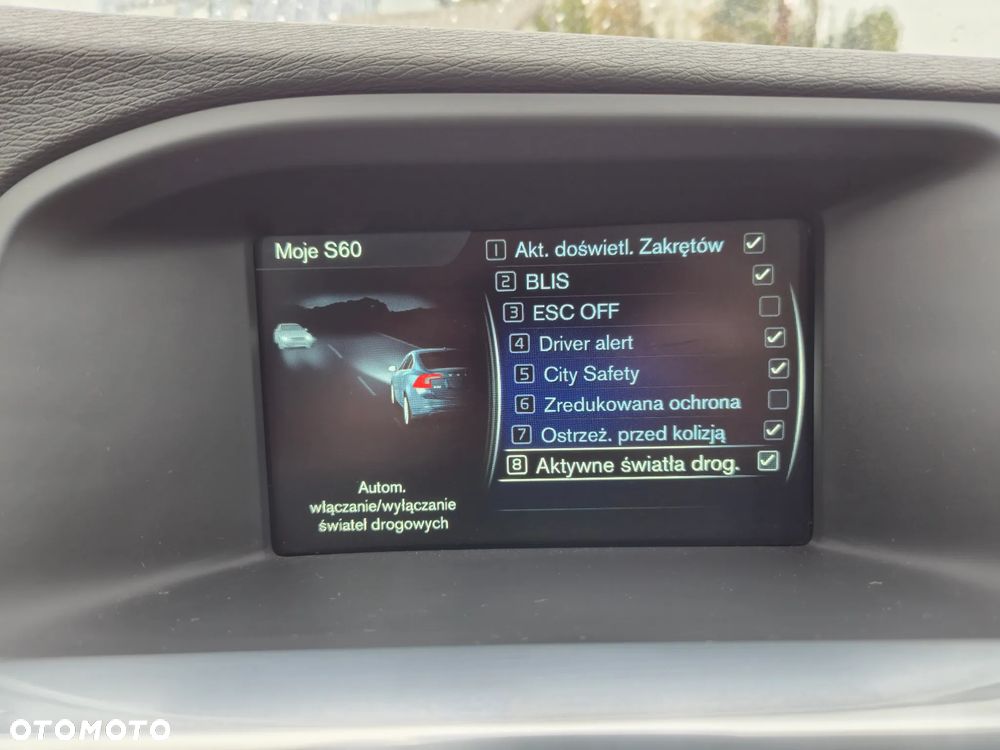 Moje S60
1 Akt. doświetl. Zakrętów
2 BLIS
3 ESC OFF
4 Driver alert
5 City Safety
6 Zredukowana ochrona
7 Ostrzeż. przed kolizją
8 Aktywne światła drog.
Autom.
włączanie/wyłączanie
świateł drogowych
OTOMOTO